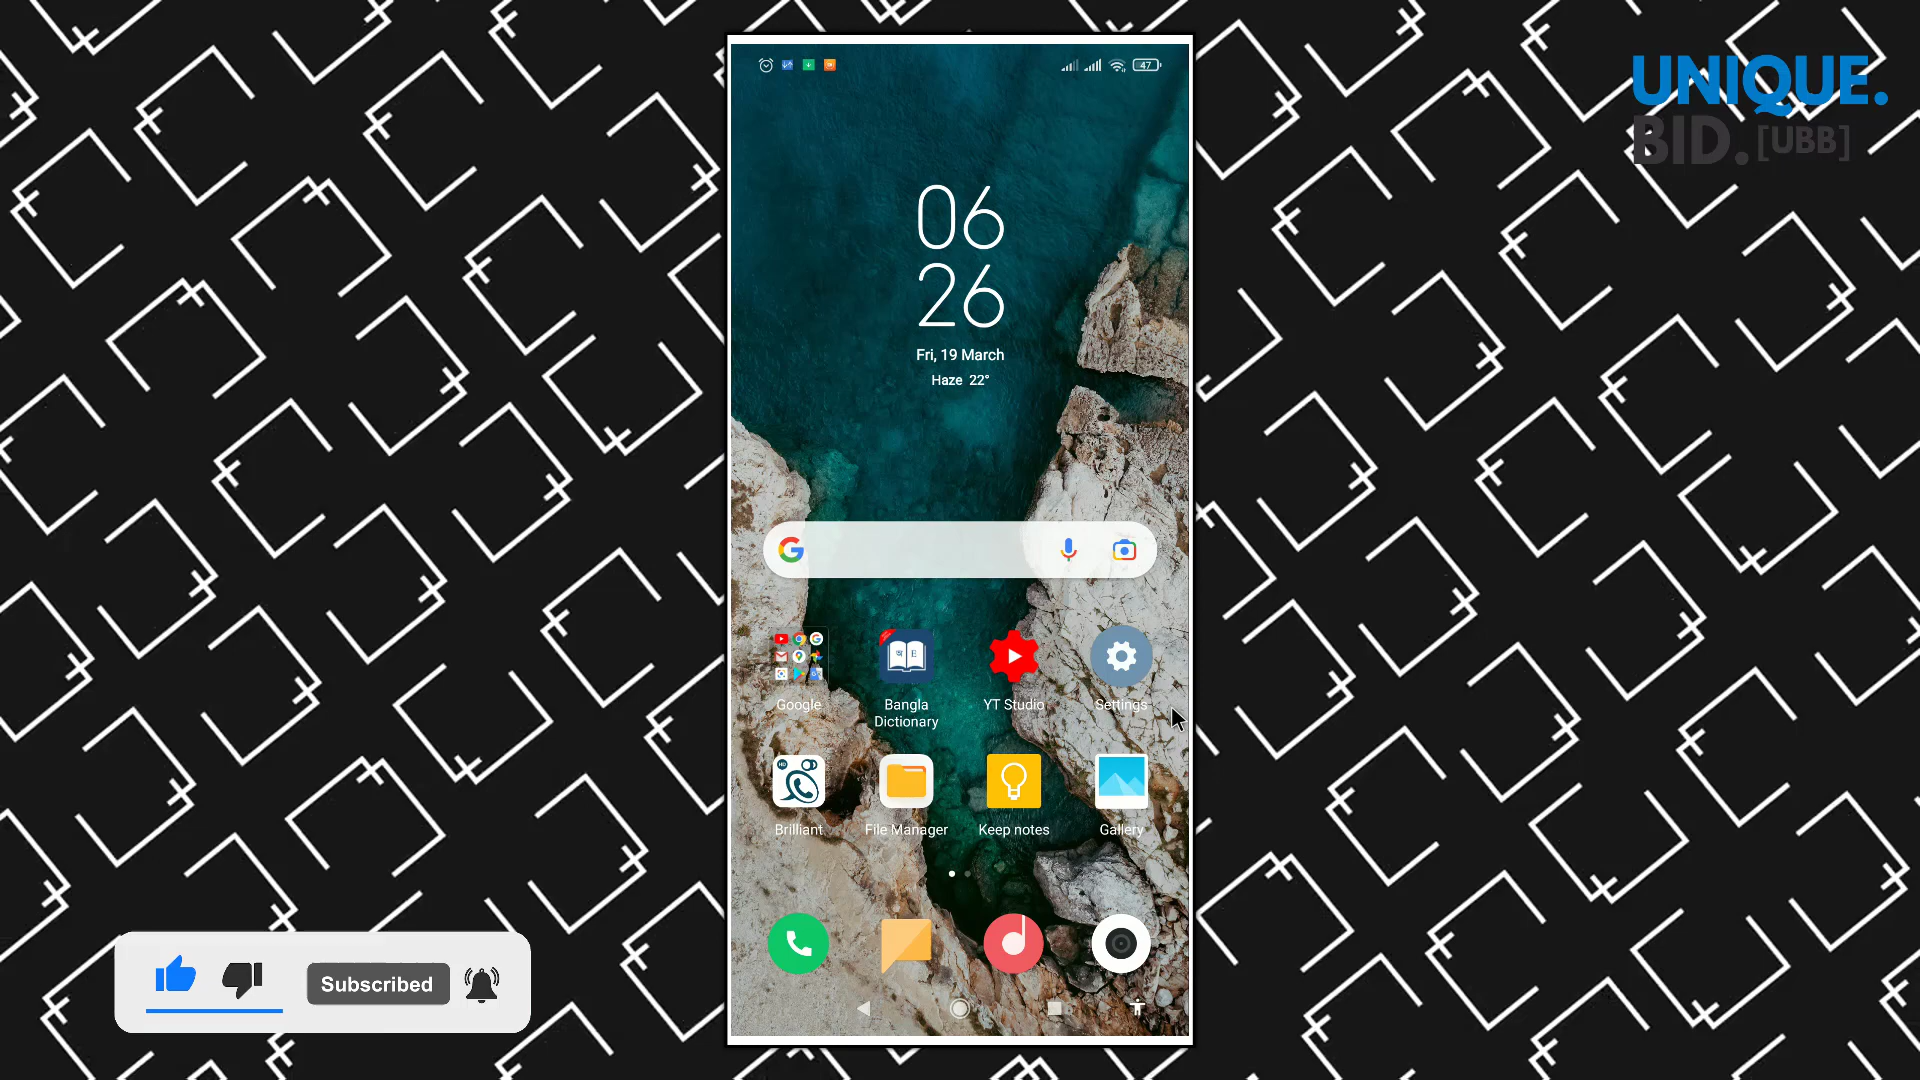 UNIQUE.
BID. [UBB]
47
06
26
Fri, 19 March
Haze 22°
Google
Bangla
Dictionary
YT Studio
Settings
Brilliant
File Manager
Keep notes
Gallery
Subscribed